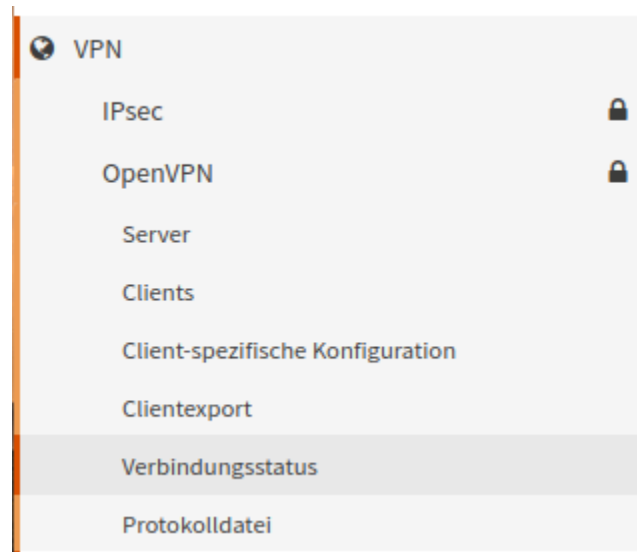 VPN
IPsec
OpenVPN
Server
Clients
Client-spezifische Konfiguration
Clientexport
Verbindungsstatus
Protokolldatei